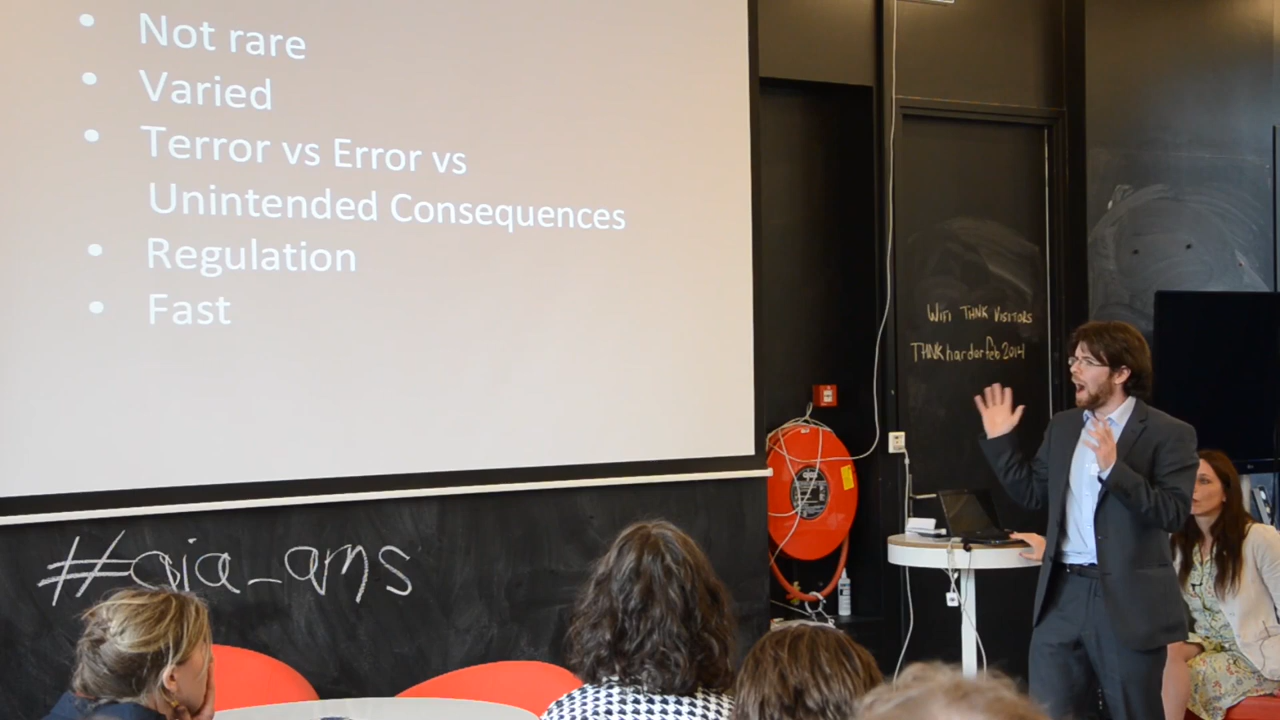 • Not rare
• Varied
• Terror vs Error vs
Unintended Consequences
• Regulation
• Fast
WiFi THNK VISITORS
THNKharderfeb2014
#aia_ams